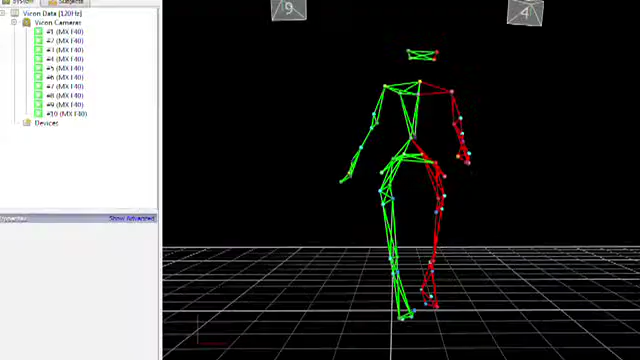 System Subjects
Vicon Data [120Hz]
Vicon Cameras
#1 (MX F40)
#2 (MX F40)
#3 (MX F40)
#4 (MX F40)
#5 (MX F40)
#6 (MX F40)
#7 (MX F40)
#8 (MX F40)
#9 (MX F40)
#10 (MX F40)
Devices
Properties Show Advanced
9
4